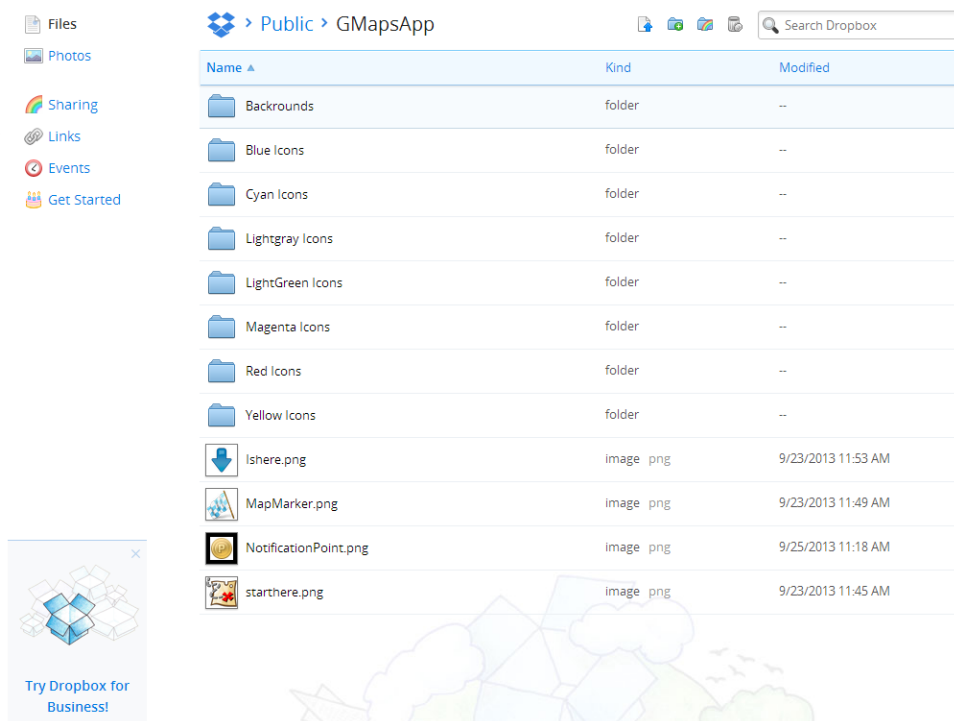 Files
Photos
Sharing
Links
Events
Get Started
› Public › GMapsApp
Search Dropbox
Name Kind Modified
Backrounds folder --
Blue Icons folder --
Cyan Icons folder --
Lightgray Icons folder --
LightGreen Icons folder --
Magenta Icons folder --
Red Icons folder --
Yellow Icons folder --
Ishere.png image png 9/23/2013 11:53 AM
MapMarker.png image png 9/23/2013 11:49 AM
NotificationPoint.png image png 9/25/2013 11:18 AM
starthere.png image png 9/23/2013 11:45 AM
Try Dropbox for
Business!